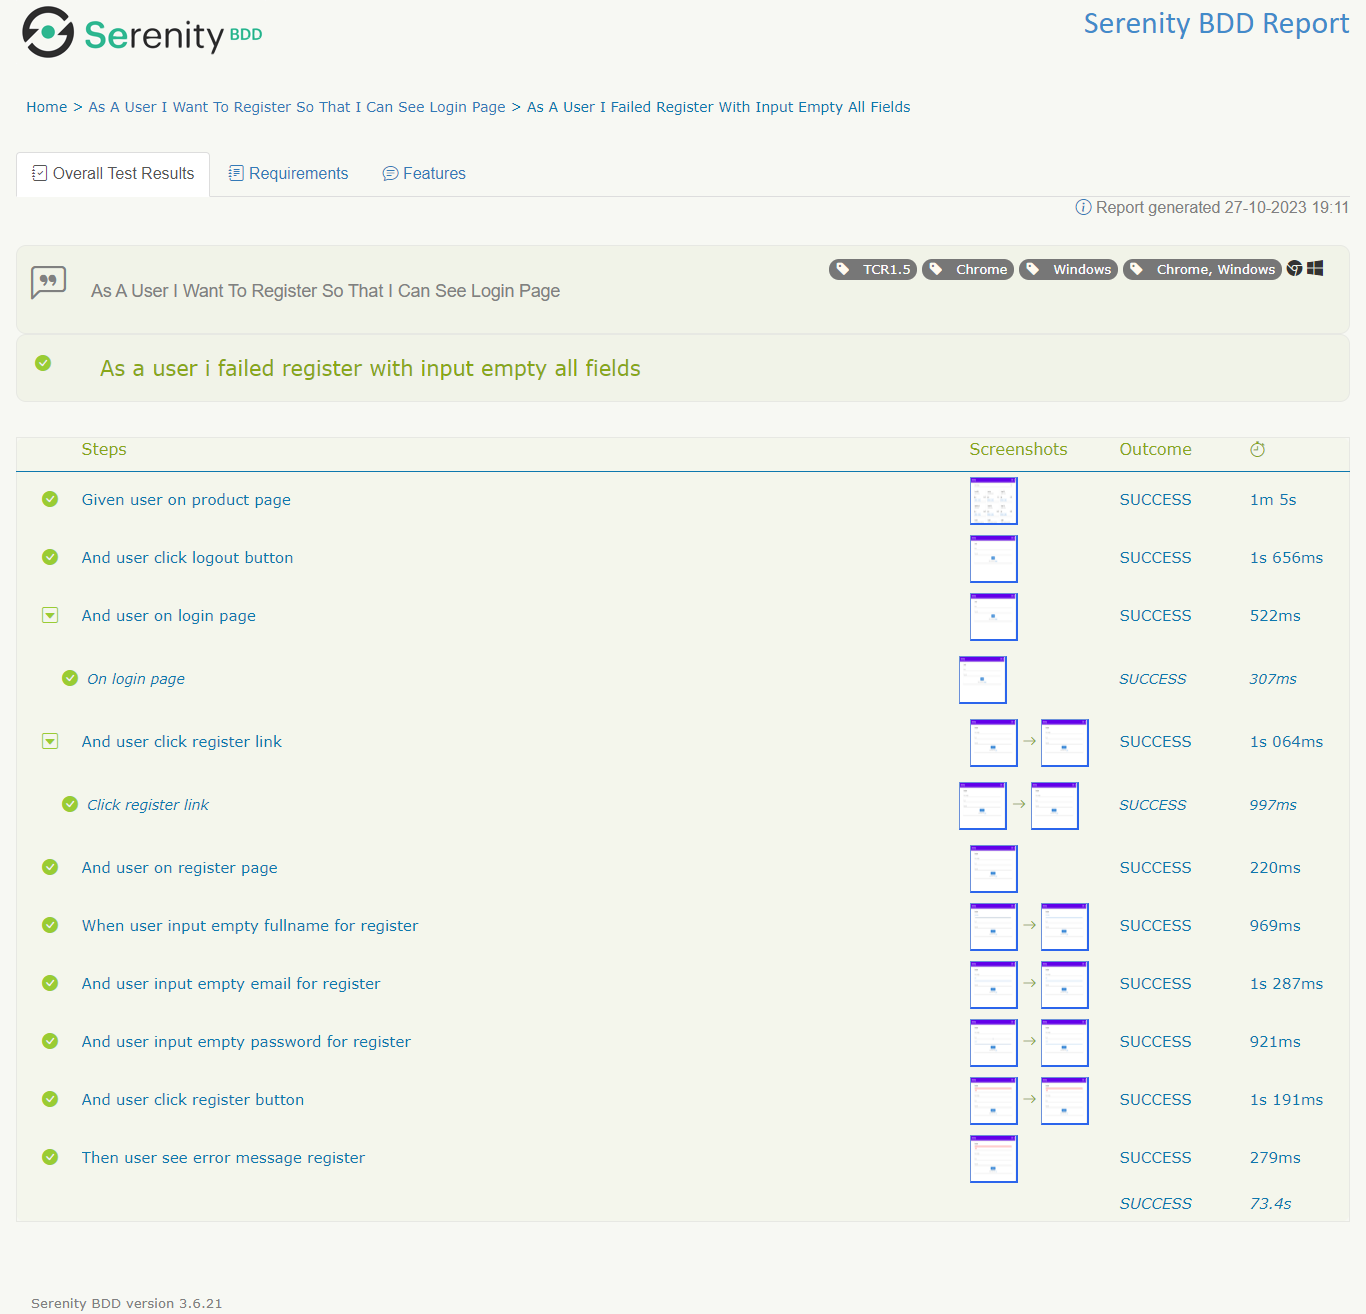 Serenity BDD
Serenity BDD Report
Home > As A User I Want To Register So That I Can See Login Page > As A User I Failed Register With Input Empty All Fields
Overall Test Results Requirements Features
Report generated 27-10-2023 19:11
TCR1.5 Chrome Windows Chrome, Windows
As A User I Want To Register So That I Can See Login Page
As a user i failed register with input empty all fields
Steps Screenshots Outcome
Given user on product page SUCCESS 1m 5s
And user click logout button SUCCESS 1s 656ms
And user on login page SUCCESS 522ms
On login page SUCCESS 307ms
And user click register link SUCCESS 1s 064ms
Click register link SUCCESS 997ms
And user on register page SUCCESS 220ms
When user input empty fullname for register SUCCESS 969ms
And user input empty email for register SUCCESS 1s 287ms
And user input empty password for register SUCCESS 921ms
And user click register button SUCCESS 1s 191ms
Then user see error message register SUCCESS 279ms
SUCCESS 73.4s
Serenity BDD version 3.6.21